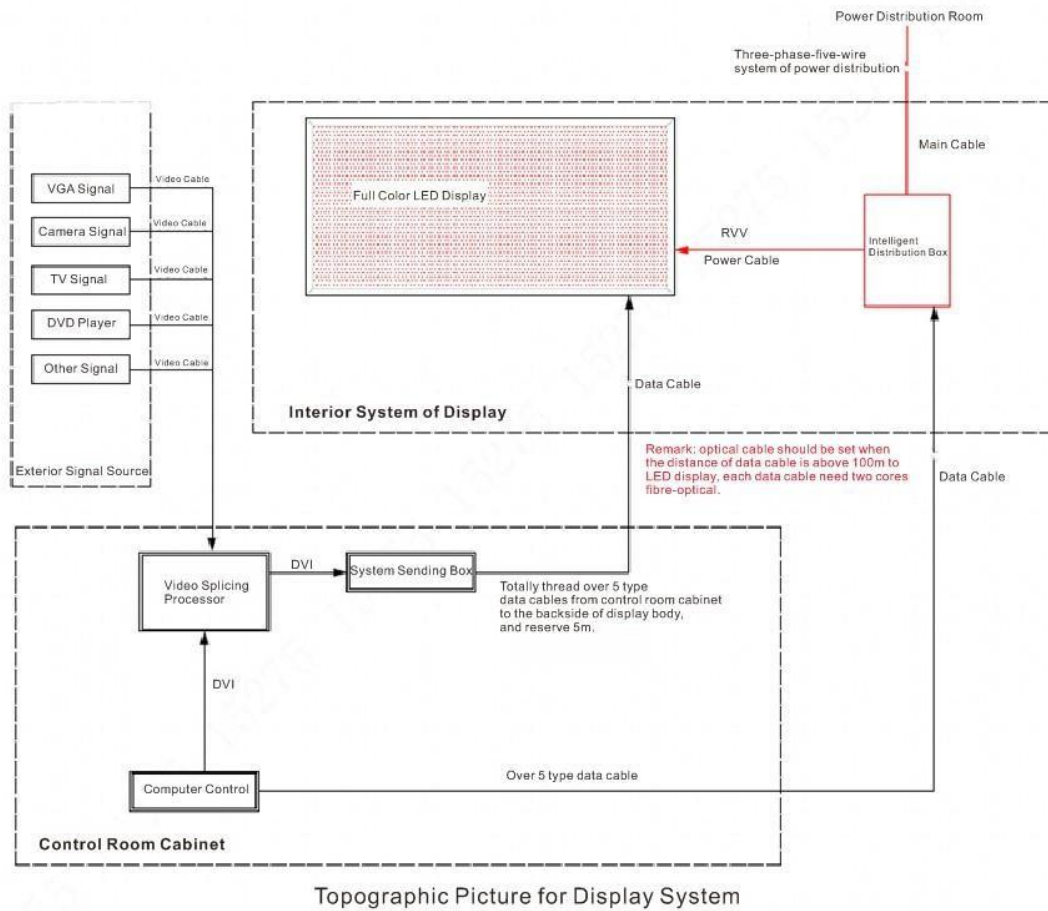 Power Distribution Room
Three-phase-five-wire
system of power distribution
Main Cable
VGA Signal
Video Cable
Camera Signal
Video Cable
TV Signal
Video Cable
DVD Player
Video Cable
Other Signal
Video Cable
Exterior Signal Source
Full Color LED Display
RVV
Power Cable
Intelligent
Distribution Box
Data Cable
Interior System of Display
Remark: optical cable should be set when
the distance of data cable is above 100m to
LED display, each data cable need two cores
fibre-optical.
Data Cable
Video Splicing
Processor
DVI
System Sending Box
Totally thread over 5 type
data cables from control room cabinet
to the backside of display body,
and reserve 5m.
DVI
Computer Control
Over 5 type data cable
Control Room Cabinet
Topographic Picture for Display System